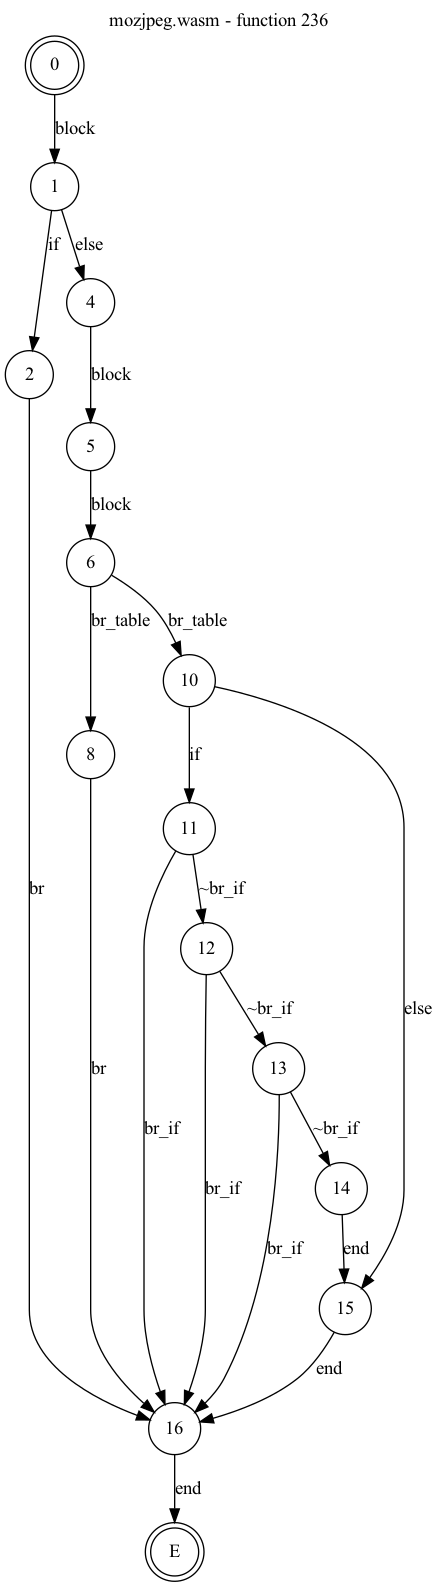 mozjpeg.wasm - function 236
0
block
1
if
else
4
2
block
5
block
6
br_table
br_table
10
8
if
11
br
~br_if
12
else
~br_if
13
br
br_if
~br_if
14
br_if
br_if
end
15
end
16
end
E